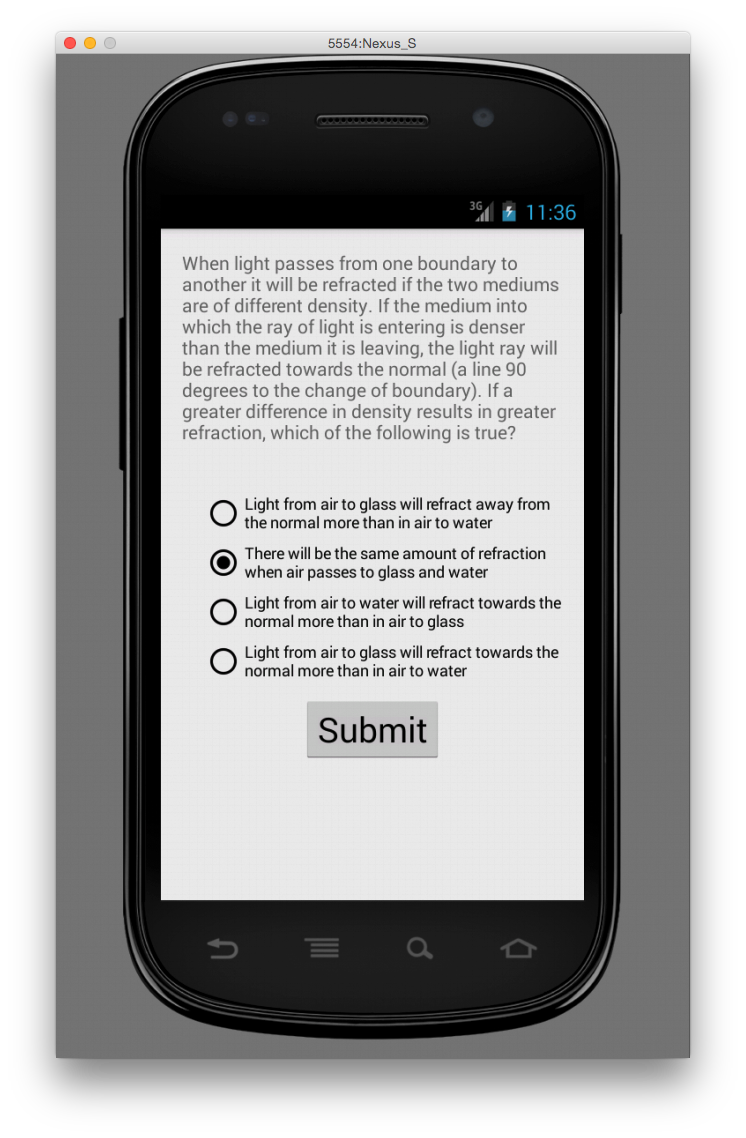 5554:Nexus_S
3G 11:36
When light passes from one boundary to
another it will be refracted if the two mediums
are of different density. If the medium into
which the ray of light is entering is denser
than the medium it is leaving, the light ray will
be refracted towards the normal (a line 90
degrees to the change of boundary). If a
greater difference in density results in greater
refraction, which of the following is true?
Light from air to glass will refract away from
the normal more than in air to water
There will be the same amount of refraction
when air passes to glass and water
Light from air to water will refract towards the
normal more than in air to glass
Light from air to glass will refract towards the
normal more than in air to water
Submit